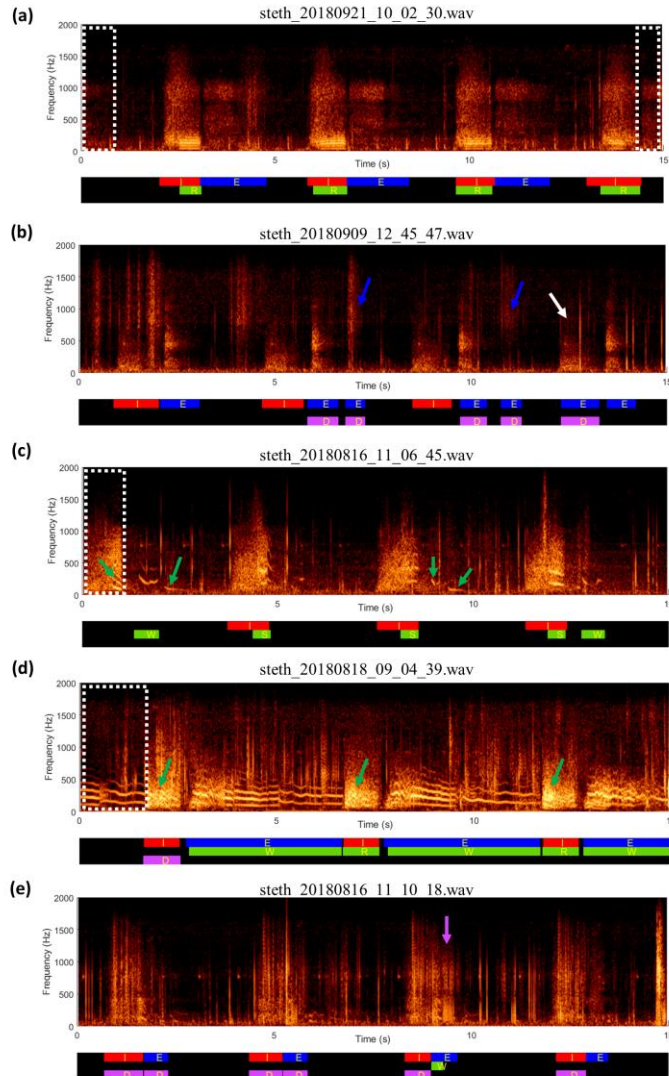 (a)
steth_20180921_10_02_30.wav
Frequency (Hz)
2000
1500
1000
500
0
0 5 10 15
Time (s)
I E I E I E I
R R R R
(b)
steth_20180909_12_45_47.wav
Frequency (Hz)
2000
1500
1000
500
0
0 5 10 15
Time (s)
I E I E E I E E E E
D D D D D
(c)
steth_20180816_11_06_45.wav
Frequency (Hz)
2000
1500
1000
500
0
0 5 10 1
Time (s)
I I I
W S S S W
(d)
steth_20180818_09_04_39.wav
Frequency (Hz)
2000
1500
1000
500
0
0 5 10 1
Time (s)
I E I E I E
W R W R W
D
(e)
steth_20180816_11_10_18.wav
Frequency (Hz)
2000
1500
1000
500
0
0 5 10 15
Time (s)
I E I E I E I E
W
D D D D D D